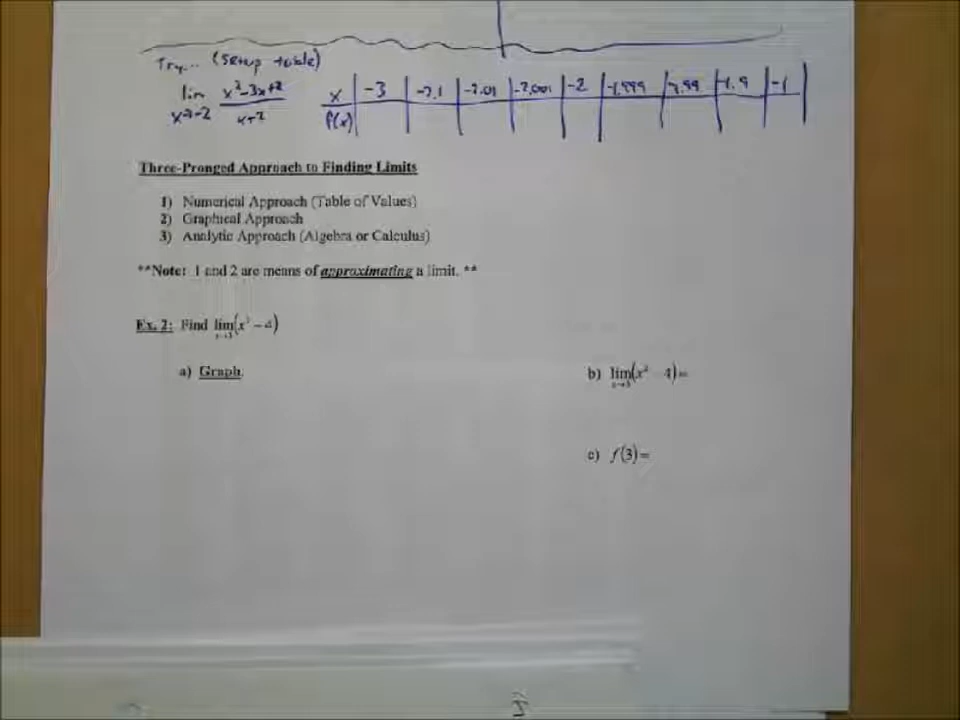 Try... (setup table)
lim x→-2 (x²-3x+2)/(x+2)
x | -3 | -2.1 | -2.01 | -2.001 | -2 | -1.999 | -1.99 | -1.9 | -1
f(x)
Three-Pronged Approach to Finding Limits
1) Numerical Approach (Table of Values)
2) Graphical Approach
3) Analytic Approach (Algebra or Calculus)
**Note: 1 and 2 are means of approximating a limit. **
Ex. 2: Find lim x→3 (x² - 4)
a) Graph
b) lim x→3 (x² - 4) =
c) f(3) =